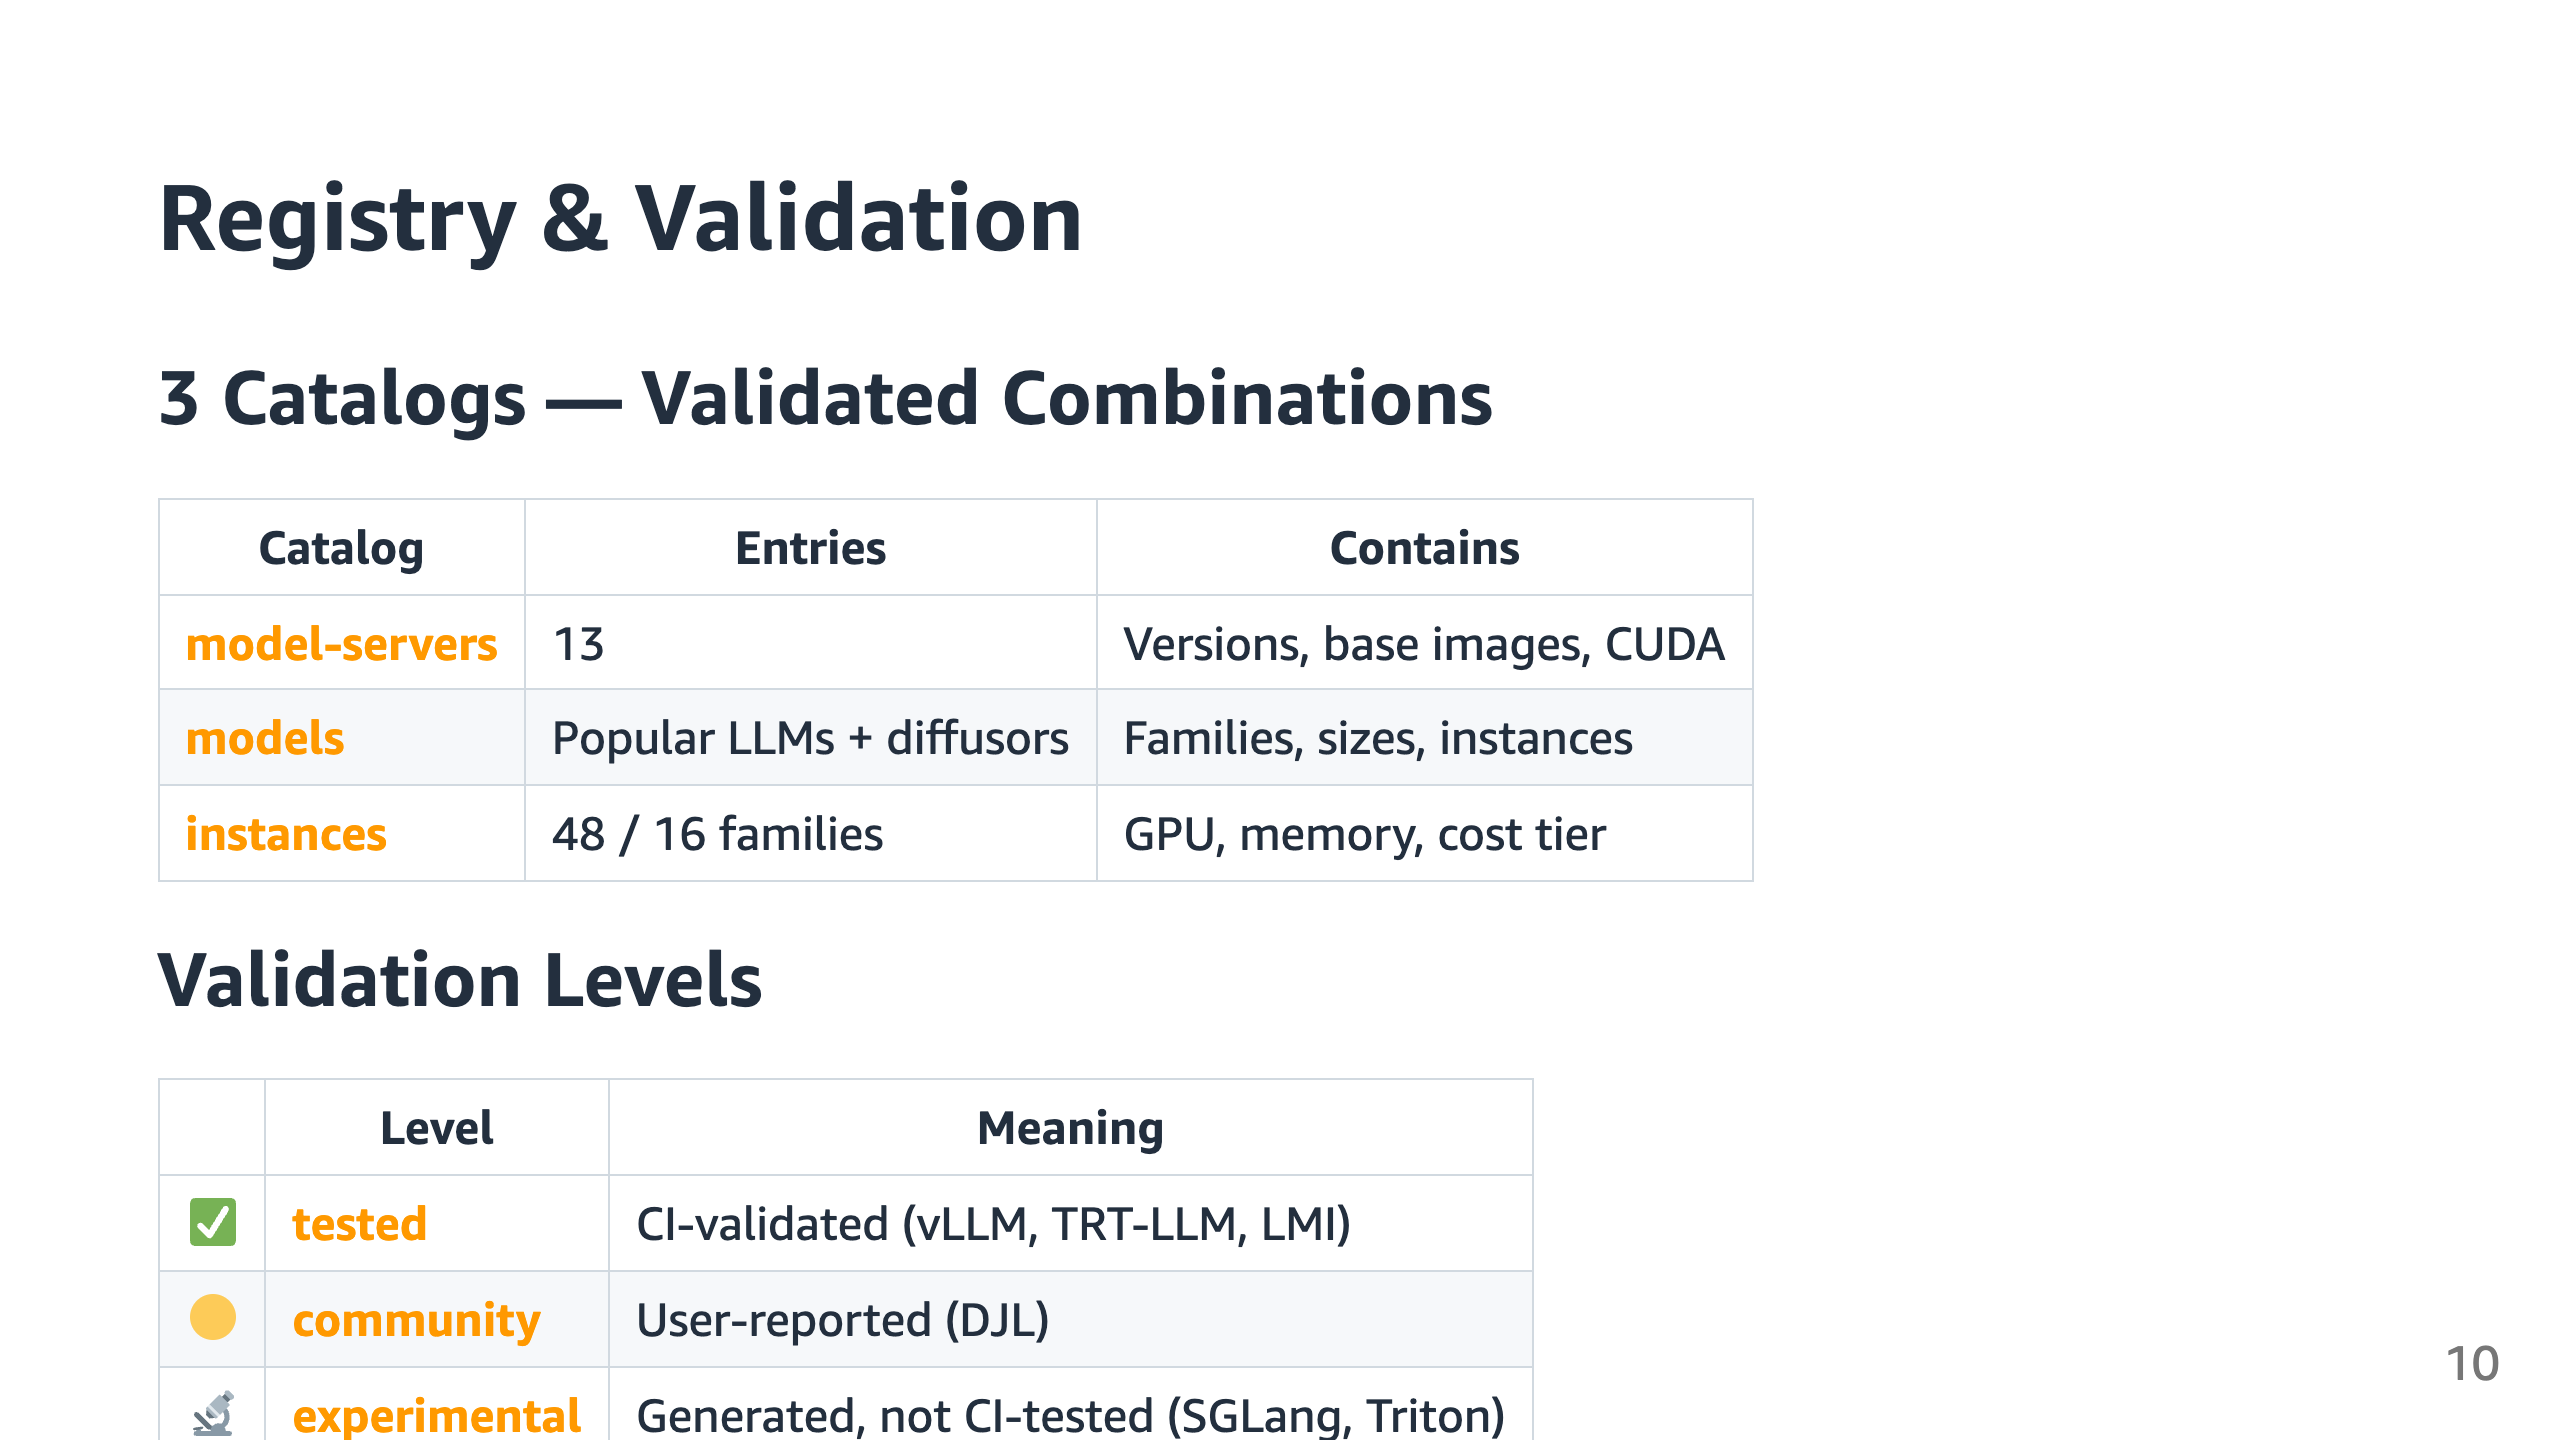 Registry & Validation
3 Catalogs — Validated Combinations
Catalog Entries Contains
model-servers 13 Versions, base images, CUDA
models Popular LLMs + diffusors Families, sizes, instances
instances 48 / 16 families GPU, memory, cost tier
Validation Levels
Level Meaning
tested CI-validated (vLLM, TRT-LLM, LMI)
community User-reported (DJL)
experimental Generated, not CI-tested (SGLang, Triton)
10